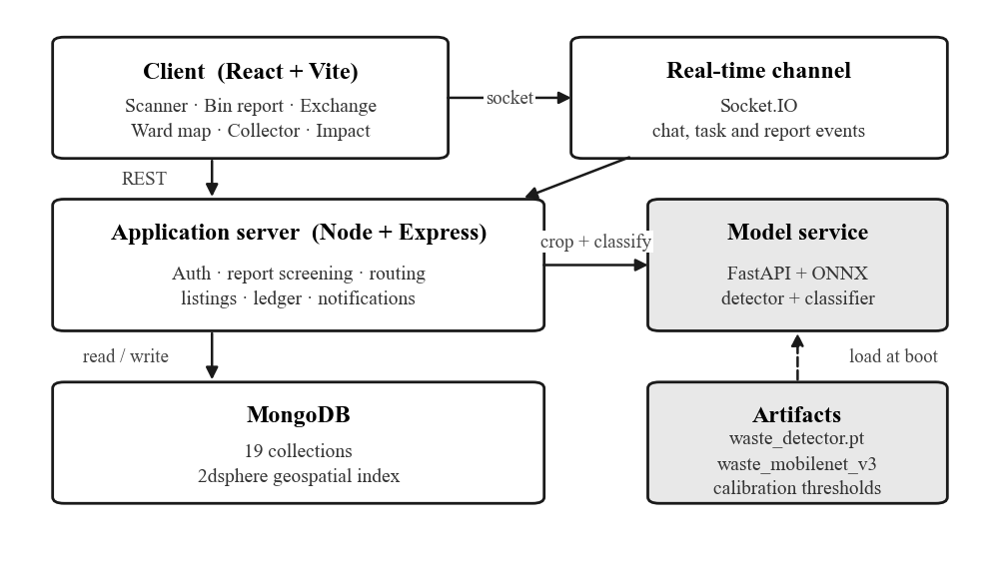 Client (React + Vite)
Scanner · Bin report · Exchange
Ward map · Collector · Impact
socket
Real-time channel
Socket.IO
chat, task and report events
REST
Application server (Node + Express)
Auth · report screening · routing
listings · ledger · notifications
crop + classify
Model service
FastAPI + ONNX
detector + classifier
read / write
load at boot
MongoDB
19 collections
2dsphere geospatial index
Artifacts
waste_detector.pt
waste_mobilenet_v3
calibration thresholds